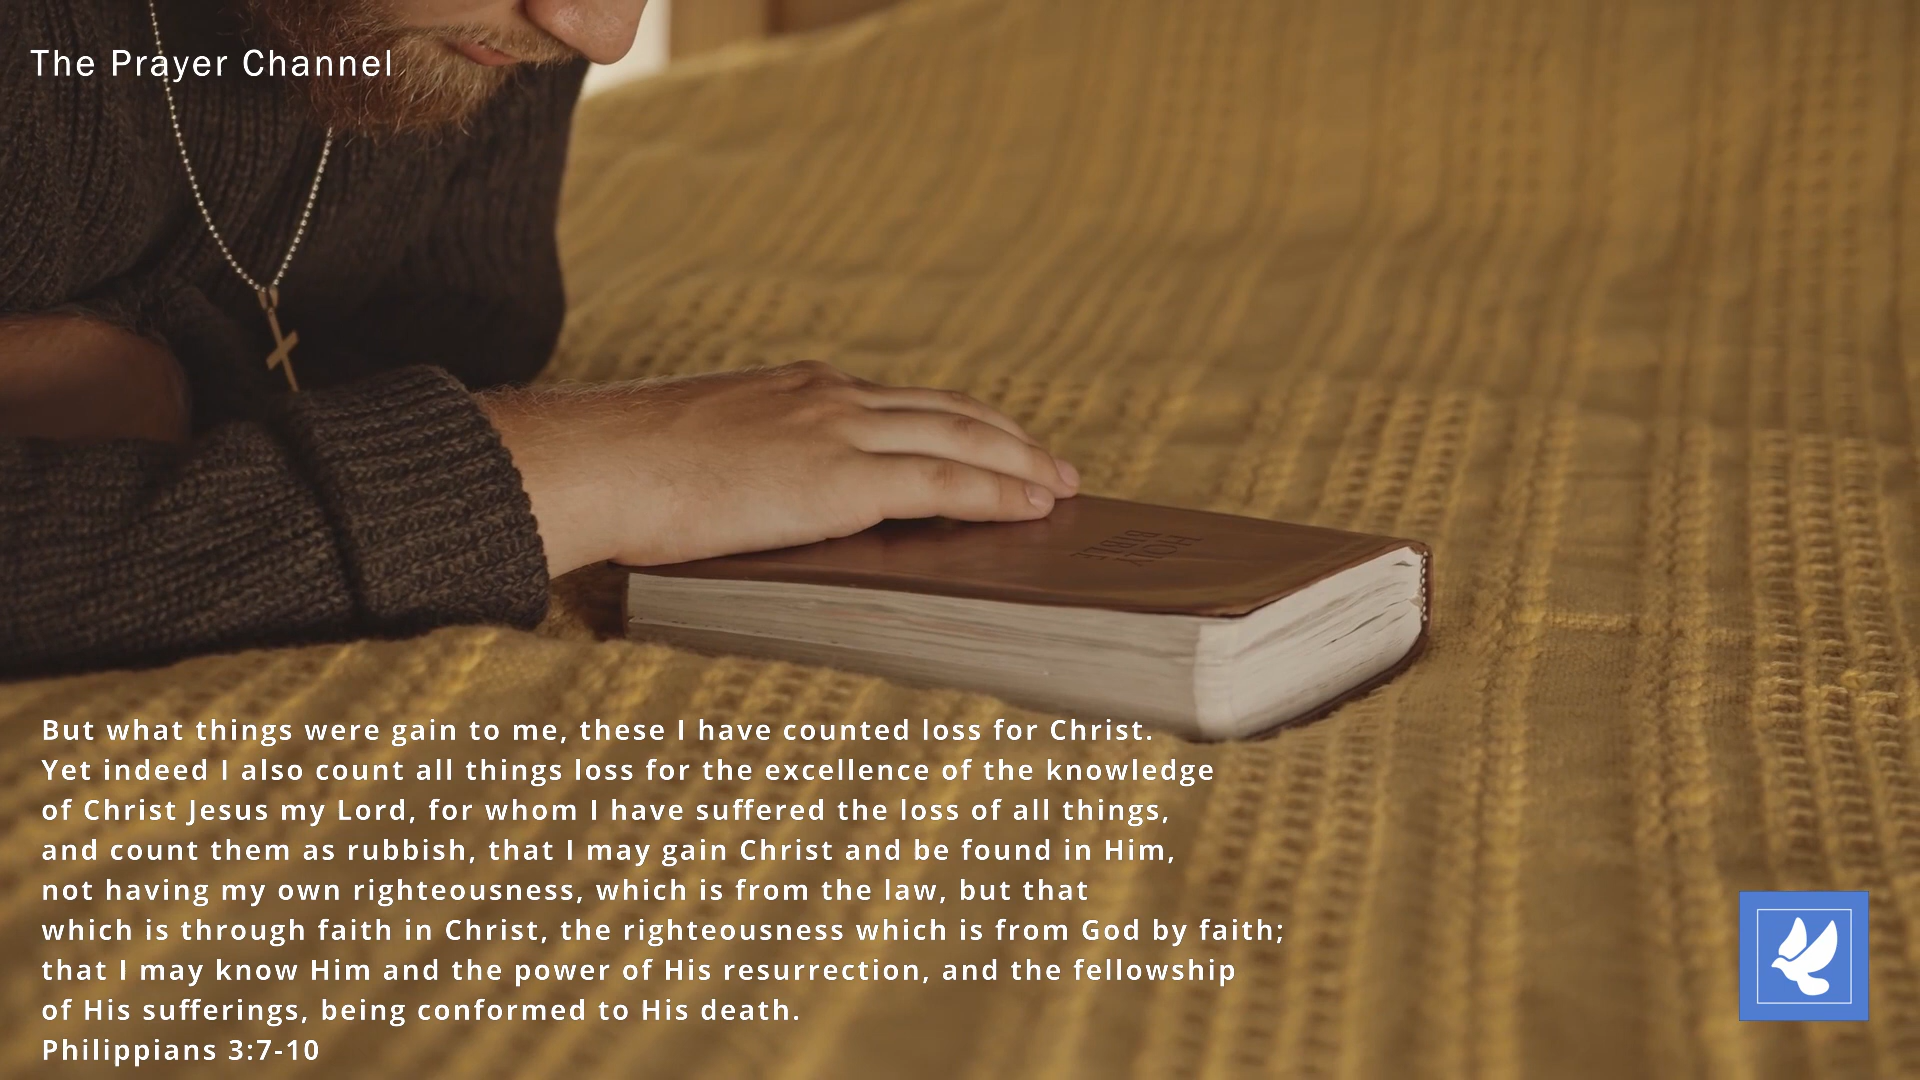 The Prayer Channel
HOLY
BIBLE
But what things were gain to me, these I have counted loss for Christ.
Yet indeed I also count all things loss for the excellence of the knowledge
of Christ Jesus my Lord, for whom I have suffered the loss of all things,
and count them as rubbish, that I may gain Christ and be found in Him,
not having my own righteousness, which is from the law, but that
which is through faith in Christ, the righteousness which is from God by faith;
that I may know Him and the power of His resurrection, and the fellowship
of His sufferings, being conformed to His death.
Philippians 3:7-10